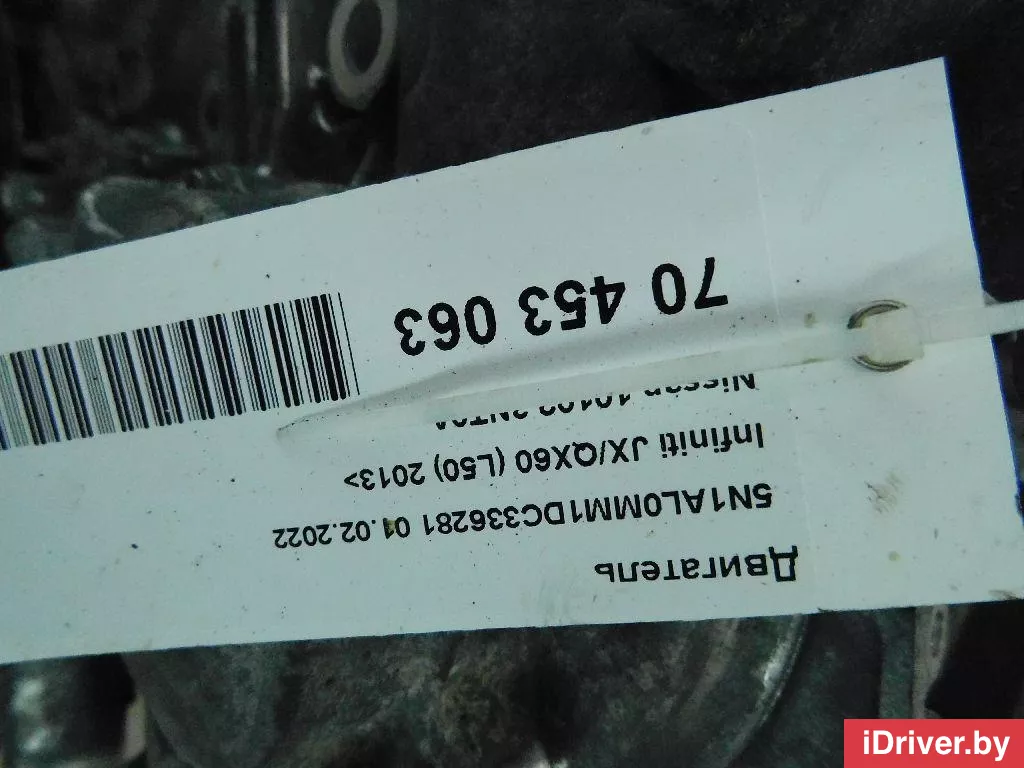 Двигатель
5N1AL0MM1DC336281 01.02.2022
Infiniti JX/QX60 (L50) 2013>
Nissan
70 453 063
iDriver.by